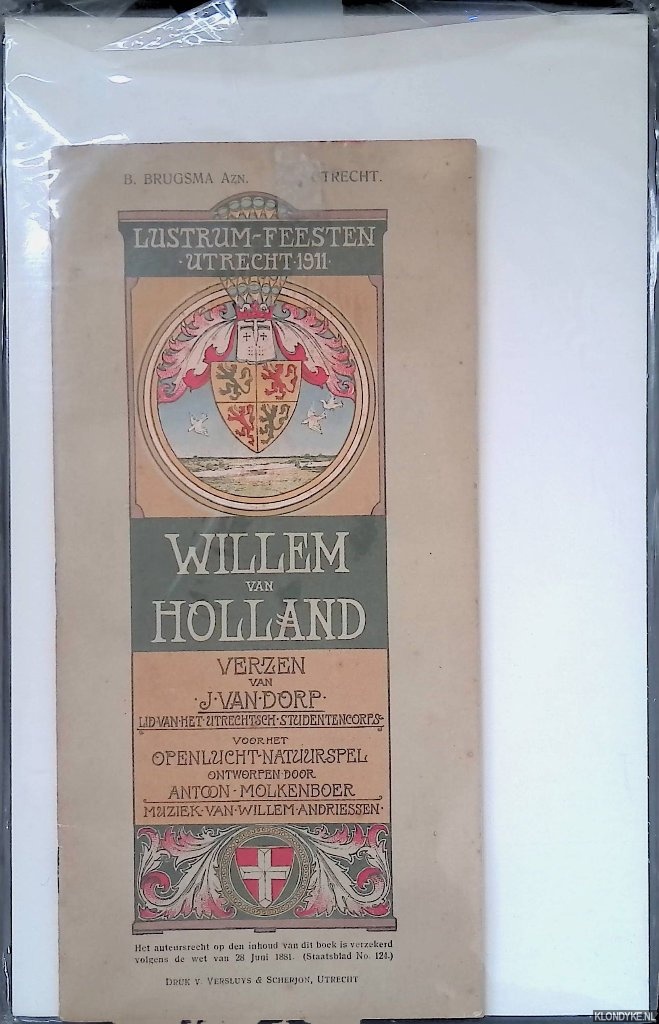 B. BRUGSMA AZN. TRECHT.
LUSTRUM-FEESTEN
·UTRECHT·1911·
WILLEM
VAN
HOLLAND
VERZEN
VAN
·J·VAN·DORP·
LID·VAN·HET·UTRECHTSCH·STUDENTENCORPS·
VOOR HET
OPENLUCHT·NATUURSPEL
ONTWORPEN·DOOR
ANTOON·MOLKENBOER
MUZIEK·VAN·WILLEM·ANDRIESSEN·
Het auteursrecht op den inhoud van dit boek is verzekerd
volgens de wet van 28 Juni 1881. (Staatsblad No. 124.)
DRUK V. VERSLUYS & SCHERJON, UTRECHT
KLONDYKE.NL